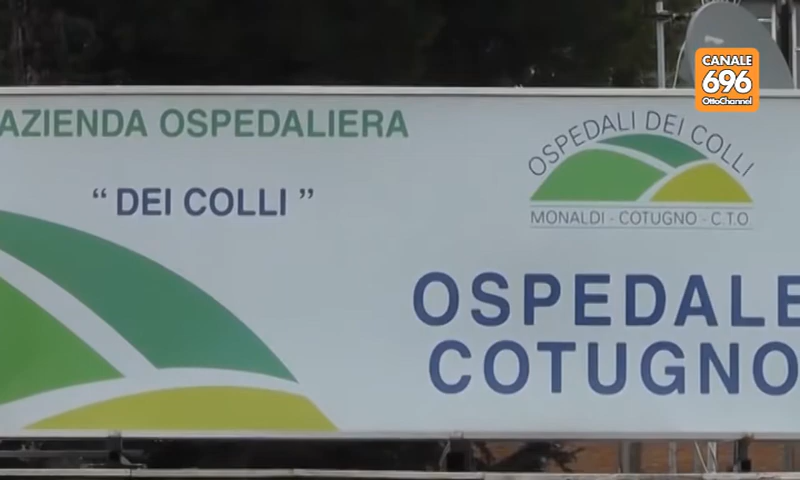 CANALE
696
OttoChannel
AZIENDA OSPEDALIERA
“ DEI COLLI ”
OSPEDALI DEI COLLI
MONALDI - COTUGNO - C.T.O
OSPEDALE
COTUGNO